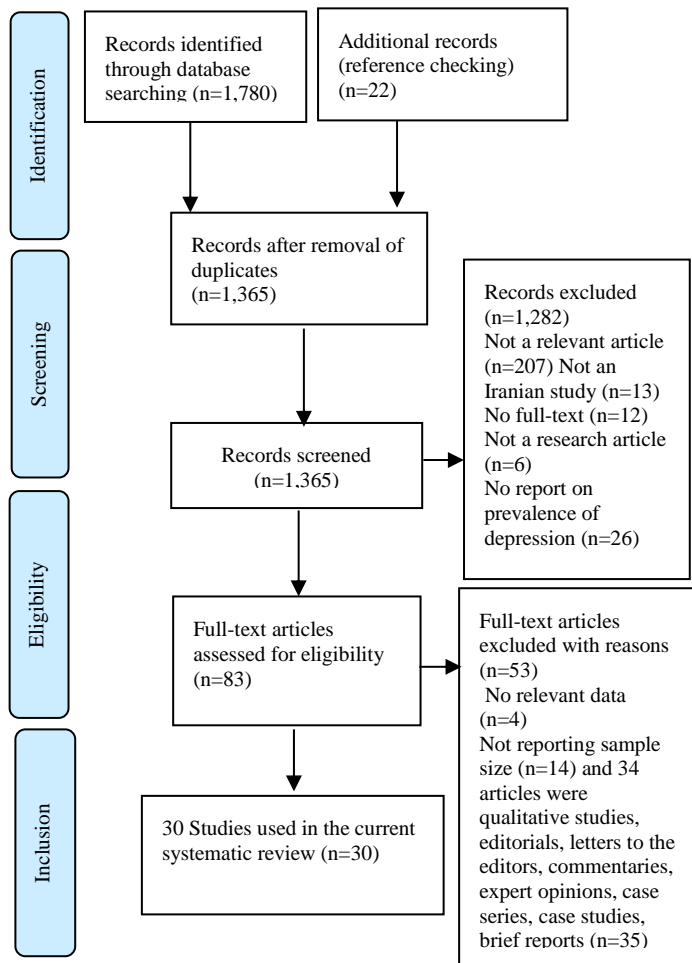 Identification
Records identified
through database
searching (n=1,780)
Additional records
(reference checking)
(n=22)
Records after removal of
duplicates
(n=1,365)
Screening
Records screened
(n=1,365)
Records excluded
(n=1,282)
Not a relevant article
(n=207) Not an
Iranian study (n=13)
No full-text (n=12)
Not a research article
(n=6)
No report on
prevalence of
depression (n=26)
Eligibility
Full-text articles
assessed for eligibility
(n=83)
Full-text articles
excluded with reasons
(n=53)
No relevant data
(n=4)
Not reporting sample
size (n=14) and 34
articles were
qualitative studies,
editorials, letters to the
editors, commentaries,
expert opinions, case
series, case studies,
brief reports (n=35)
Inclusion
30 Studies used in the current
systematic review (n=30)